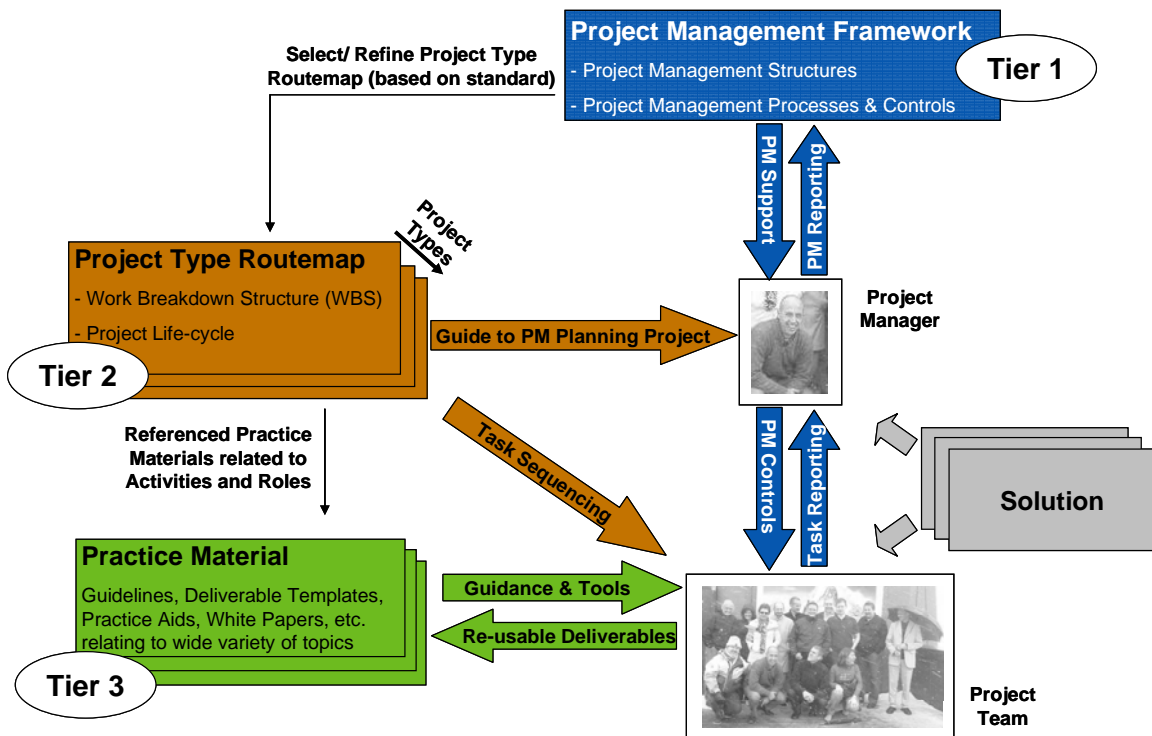 Project Management Framework
- Project Management Structures
- Project Management Processes & Controls
Tier 1
Select/ Refine Project Type
Routemap (based on standard)
PM Support
PM Reporting
Project
Types
Project Type Routemap
- Work Breakdown Structure (WBS)
- Project Life-cycle
Tier 2
Guide to PM Planning Project
Project
Manager
Referenced Practice
Materials related to
Activities and Roles
Task Sequencing
PM Controls
Task Reporting
Solution
Practice Material
Guidelines, Deliverable Templates,
Practice Aids, White Papers, etc.
relating to wide variety of topics
Tier 3
Guidance & Tools
Re-usable Deliverables
Project
Team